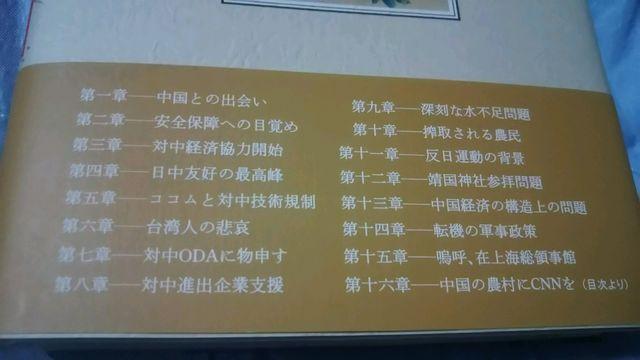 第一章──中国との出会い
第二章──安全保障への目覚め
第三章──対中経済協力開始
第四章──日中友好の最高峰
第五章──ココムと対中技術規制
第六章──台湾人の悲哀
第七章──対中ODAに物申す
第八章──対中進出企業支援
第九章──深刻な水不足問題
第十章──搾取される農民
第十一章──反日運動の背景
第十二章──靖国神社参拝問題
第十三章──中国経済の構造上の問題
第十四章──転機の軍事政策
第十五章──嗚呼、在上海総領事館
第十六章──中国の農村にCNNを（目次より）